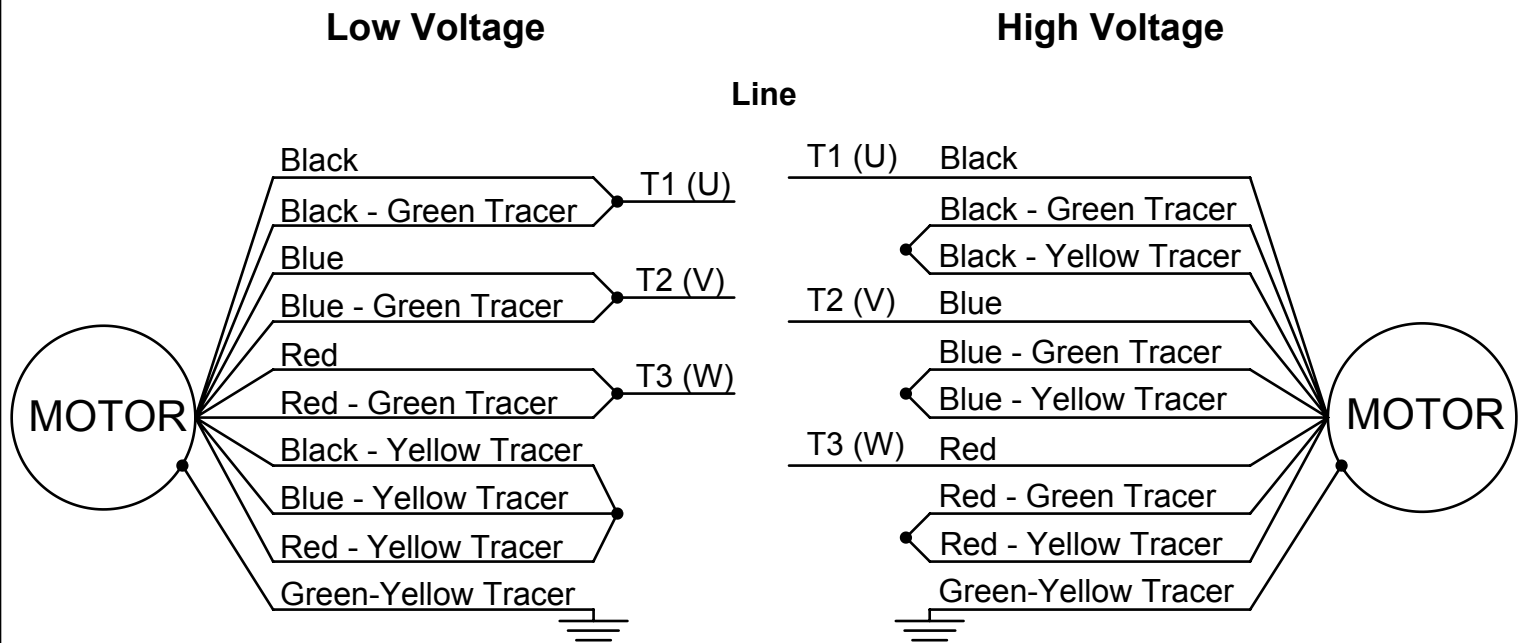 Low Voltage
High Voltage
Line
Black
T1 (U)
Black - Green Tracer
Blue
T2 (V)
Blue - Green Tracer
Red
T3 (W)
Red - Green Tracer
Black - Yellow Tracer
Blue - Yellow Tracer
Red - Yellow Tracer
Green-Yellow Tracer
MOTOR
T1 (U) Black
Black - Green Tracer
Black - Yellow Tracer
T2 (V) Blue
Blue - Green Tracer
Blue - Yellow Tracer
T3 (W) Red
Red - Green Tracer
Red - Yellow Tracer
Green-Yellow Tracer
MOTOR